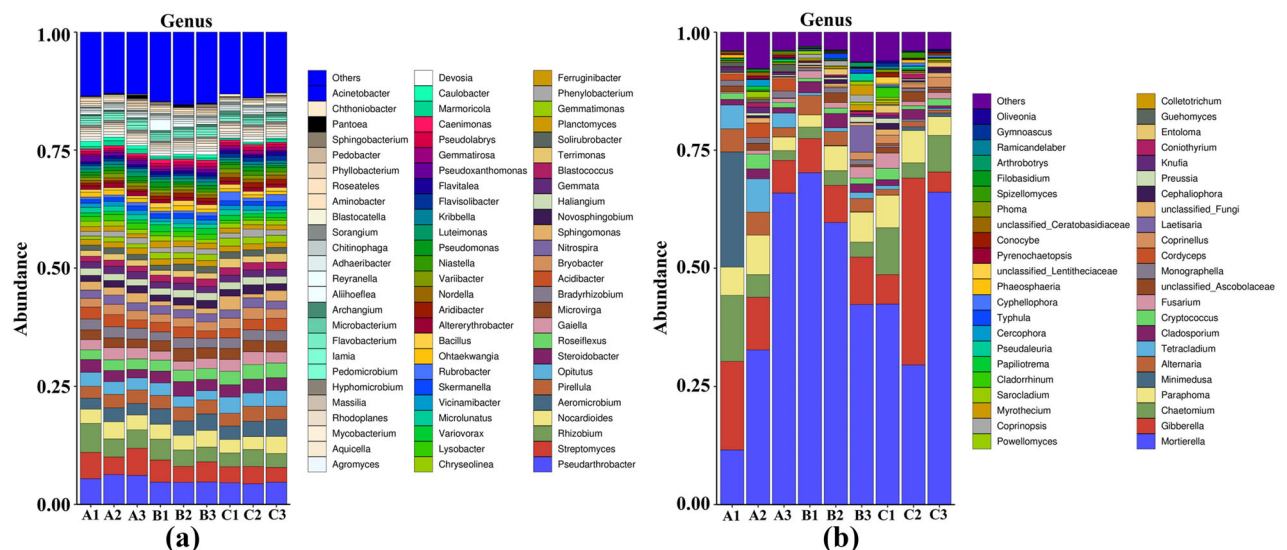 Genus
1.00
0.75
0.50
0.25
0.00
Abundance
A1 A2 A3 B1 B2 B3 C1 C2 C3
(a)
Others
Acinetobacter
Chthoniobacter
Pantoea
Sphingobacterium
Pedobacter
Phyllobacterium
Roseateles
Aminobacter
Blastocatella
Sorangium
Chitinophaga
Adhaeribacter
Reyranella
Aliihoeflea
Archangium
Microbacterium
Flavobacterium
Iamia
Pedomicrobium
Hyphomicrobium
Massilia
Rhodoplanes
Mycobacterium
Aquicella
Agromyces
Devosia
Caulobacter
Marmoricola
Caenimonas
Pseudolabrys
Gemmatirosa
Pseudoxanthomonas
Flavitalea
Flavisolibacter
Kribbella
Luteimonas
Pseudomonas
Niastella
Variibacter
Nordella
Aridibacter
Altererythrobacter
Bacillus
Ohtaekwangia
Rubrobacter
Skermanella
Vicinamibacter
Microlunatus
Variovorax
Lysobacter
Chryseolinea
Ferruginibacter
Phenylobacterium
Gemmatimonas
Planctomyces
Solirubrobacter
Terrimonas
Blastococcus
Gemmata
Haliangium
Novosphingobium
Sphingomonas
Nitrospira
Bryobacter
Acidibacter
Bradyrhizobium
Microvirga
Gaiella
Roseiflexus
Steroidobacter
Opitutus
Pirellula
Aeromicrobium
Nocardioides
Rhizobium
Streptomyces
Pseudarthrobacter
Genus
1.00
0.75
0.50
0.25
0.00
Abundance
A1 A2 A3 B1 B2 B3 C1 C2 C3
(b)
Others
Oliveonia
Gymnoascus
Ramicandelaber
Arthrobotrys
Filobasidium
Spizellomyces
Phoma
unclassified_Ceratobasidiaceae
Conocybe
Pyrenochaetopsis
unclassified_Lentitheciaceae
Phaeosphaeria
Cyphellophora
Typhula
Cercophora
Pseudaleuria
Papiliotrema
Cladorrhinum
Sarocladium
Myrothecium
Coprinopsis
Powellomyces
Colletotrichum
Guehomyces
Entoloma
Coniothyrium
Knufia
Preussia
Cephaliophora
unclassified_Fungi
Laetisaria
Coprinellus
Cordyceps
Monographella
unclassified_Ascobolaceae
Fusarium
Cryptococcus
Cladosporium
Tetracladium
Alternaria
Minimedusa
Paraphoma
Chaetomium
Gibberella
Mortierella